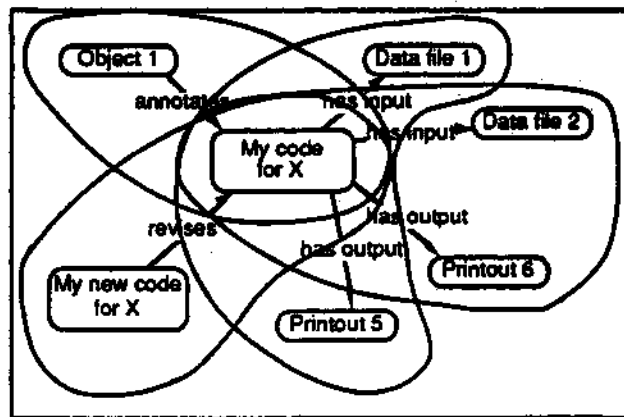 Object 1
Data file 1
annotates
has input
has input
Data file 2
My code
for X
revises
has output
has output
My new code
for X
Printout 6
Printout 5